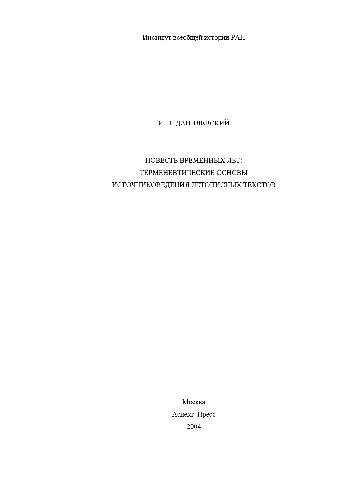 Институт всеобщей истории РАН
И. Н. ДАНИЛЕВСКИЙ
ПОВЕСТЬ ВРЕМЕННЫХ ЛЕТ:
ГЕРМЕНЕВТИЧЕСКИЕ ОСНОВЫ
ИСТОЧНИКОВЕДЕНИЯ ЛЕТОПИСНЫХ ТЕКСТОВ
Москва
Аспект-Пресс
2004